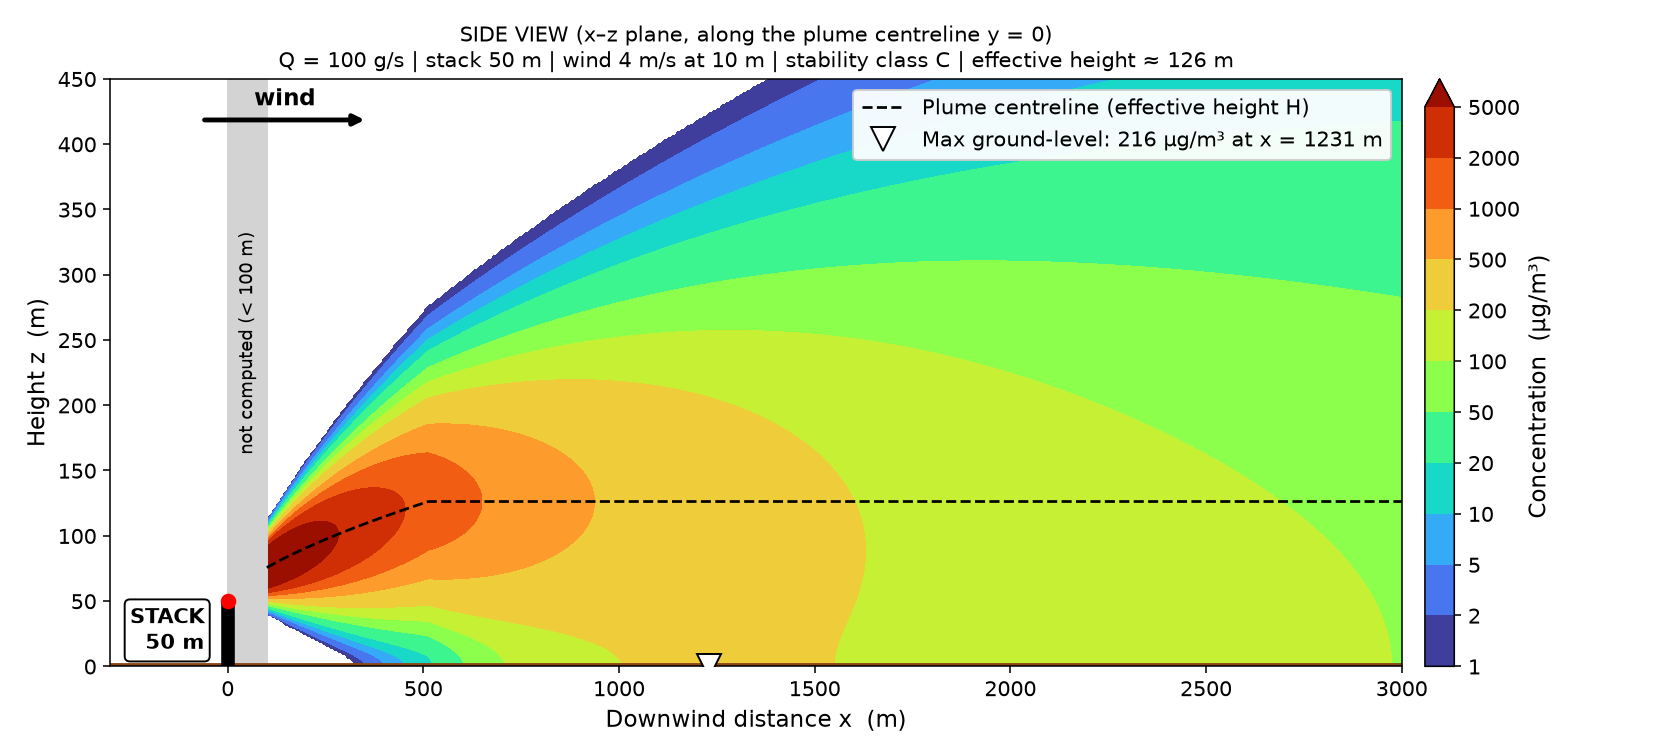 SIDE VIEW (x–z plane, along the plume centreline y = 0)
Q = 100 g/s | stack 50 m | wind 4 m/s at 10 m | stability class C | effective height ≈ 126 m
wind
Plume centreline (effective height H)
Max ground-level: 216 µg/m³ at x = 1231 m
not computed (< 100 m)
STACK
50 m
Height z (m)
450
400
350
300
250
200
150
100
50
0
0
500
1000
1500
2000
2500
3000
Downwind distance x (m)
5000
2000
1000
500
200
100
50
20
10
5
2
1
Concentration (µg/m³)